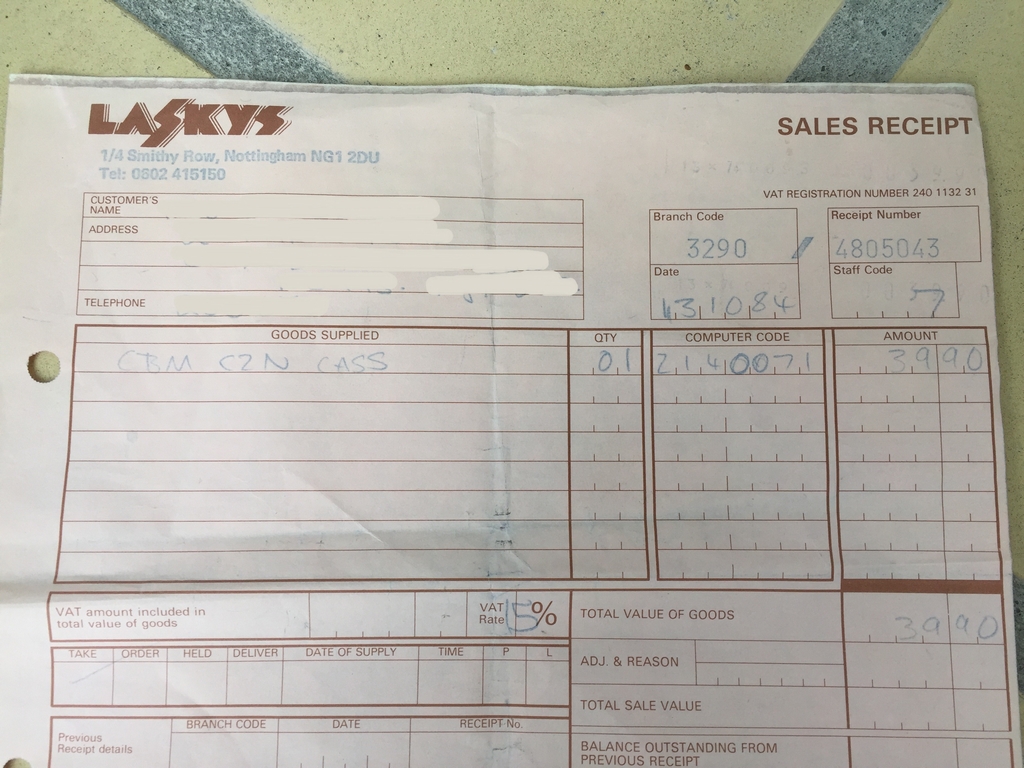 LASKYS
SALES RECEIPT
1/4 Smithy Row, Nottingham NG1 2DU
Tel: 0602 415150
VAT REGISTRATION NUMBER 240 1132 31
CUSTOMER'S
NAME
ADDRESS
TELEPHONE
Branch Code
3290
Receipt Number
4805043
Date
131084
Staff Code
7
GOODS SUPPLIED QTY COMPUTER CODE AMOUNT
CBM C2N CASS 01 2140071 3990
VAT amount included in
total value of goods
VAT
Rate 15%
TOTAL VALUE OF GOODS 3990
TAKE ORDER HELD DELIVER DATE OF SUPPLY TIME P L
ADJ. & REASON
TOTAL SALE VALUE
BRANCH CODE DATE RECEIPT No.
Previous
Receipt details
BALANCE OUTSTANDING FROM
PREVIOUS RECEIPT